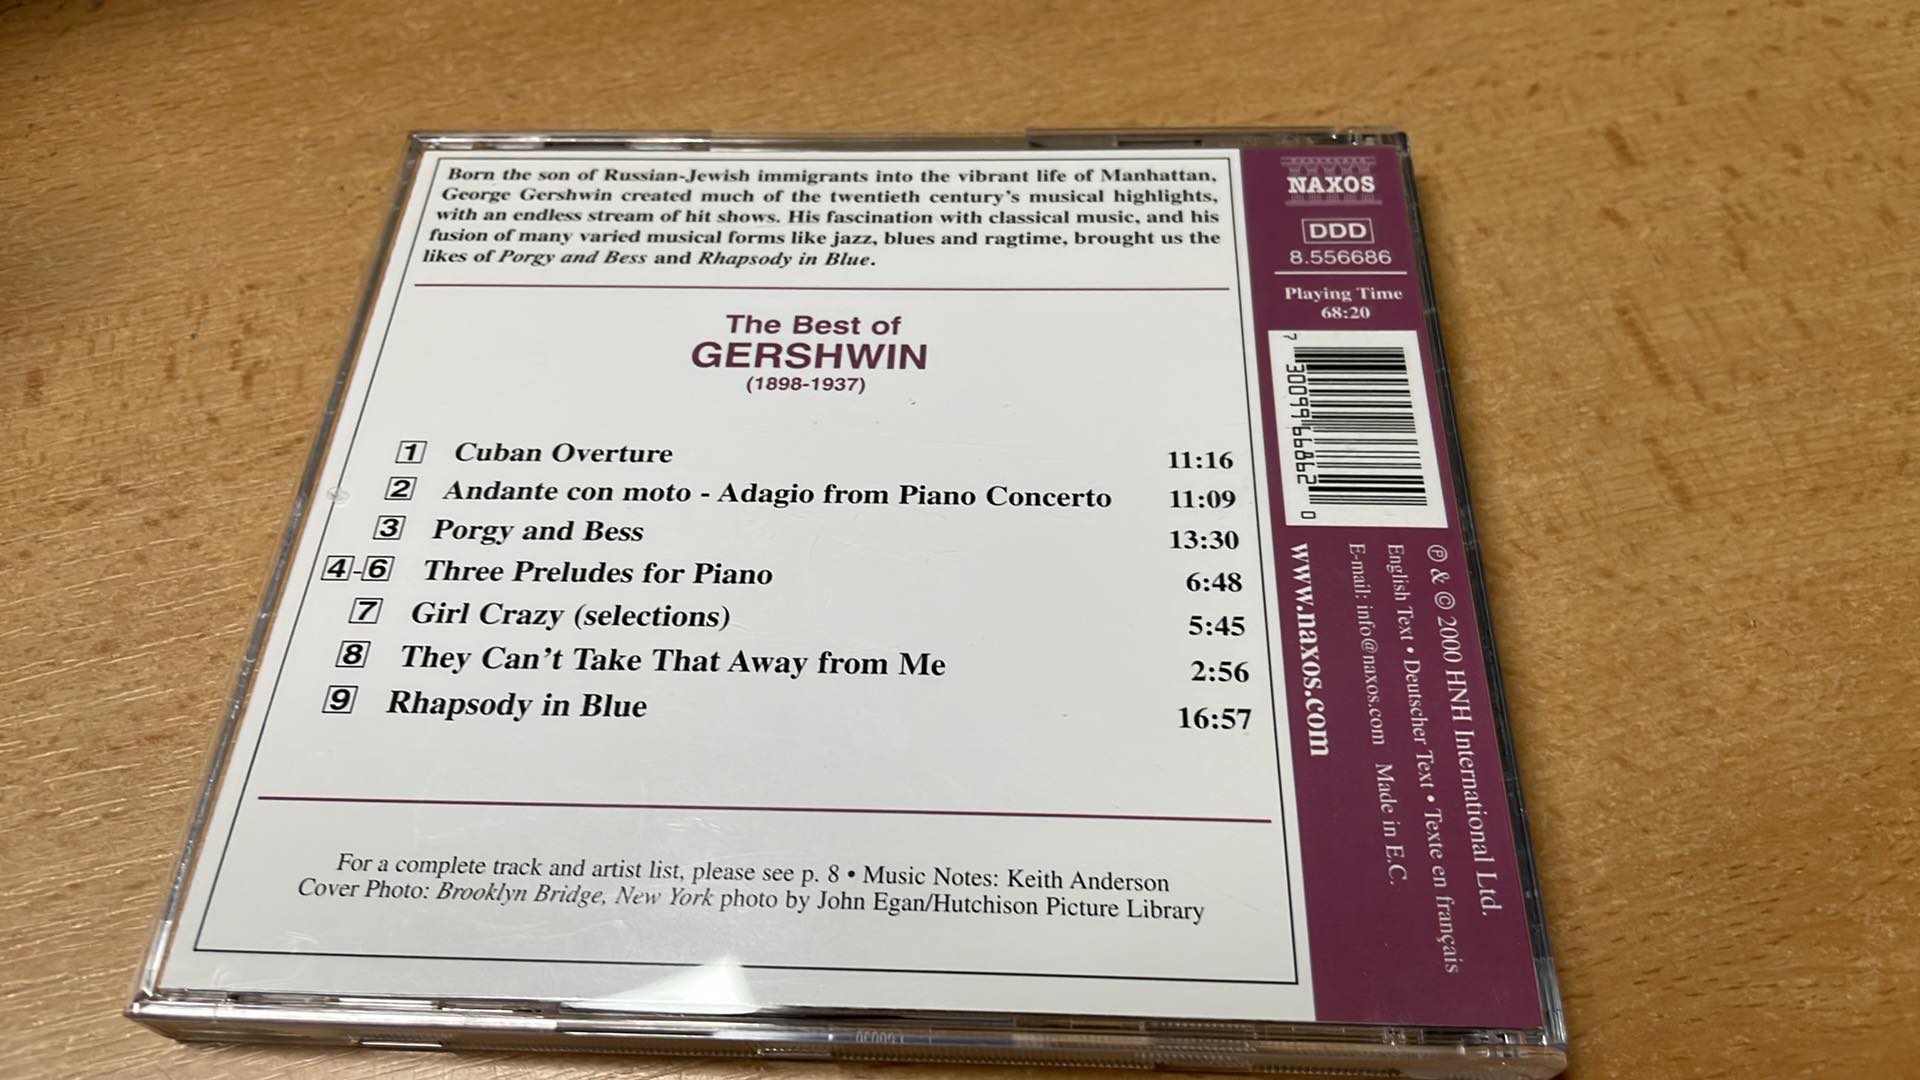 Born the son of Russian-Jewish immigrants into the vibrant life of Manhattan,
George Gershwin created much of the twentieth century's musical highlights,
with an endless stream of hit shows. His fascination with classical music, and his
fusion of many varied musical forms like jazz, blues and ragtime, brought us the
likes of Porgy and Bess and Rhapsody in Blue.
The Best of
GERSHWIN
(1898-1937)
1 Cuban Overture 11:16
2 Andante con moto - Adagio from Piano Concerto 11:09
3 Porgy and Bess 13:30
4-6 Three Preludes for Piano 6:48
7 Girl Crazy (selections) 5:45
8 They Can't Take That Away from Me 2:56
9 Rhapsody in Blue 16:57
For a complete track and artist list, please see p. 8 • Music Notes: Keith Anderson
Cover Photo: Brooklyn Bridge, New York photo by John Egan/Hutchison Picture Library
NAXOS
DDD
8.556686
Playing Time
68:20
7 30099 66862 0
℗ & © 2000 HNH International Ltd.
English Text • Deutscher Text • Texte en français
E-mail: info@naxos.com Made in E.C.
www.naxos.com